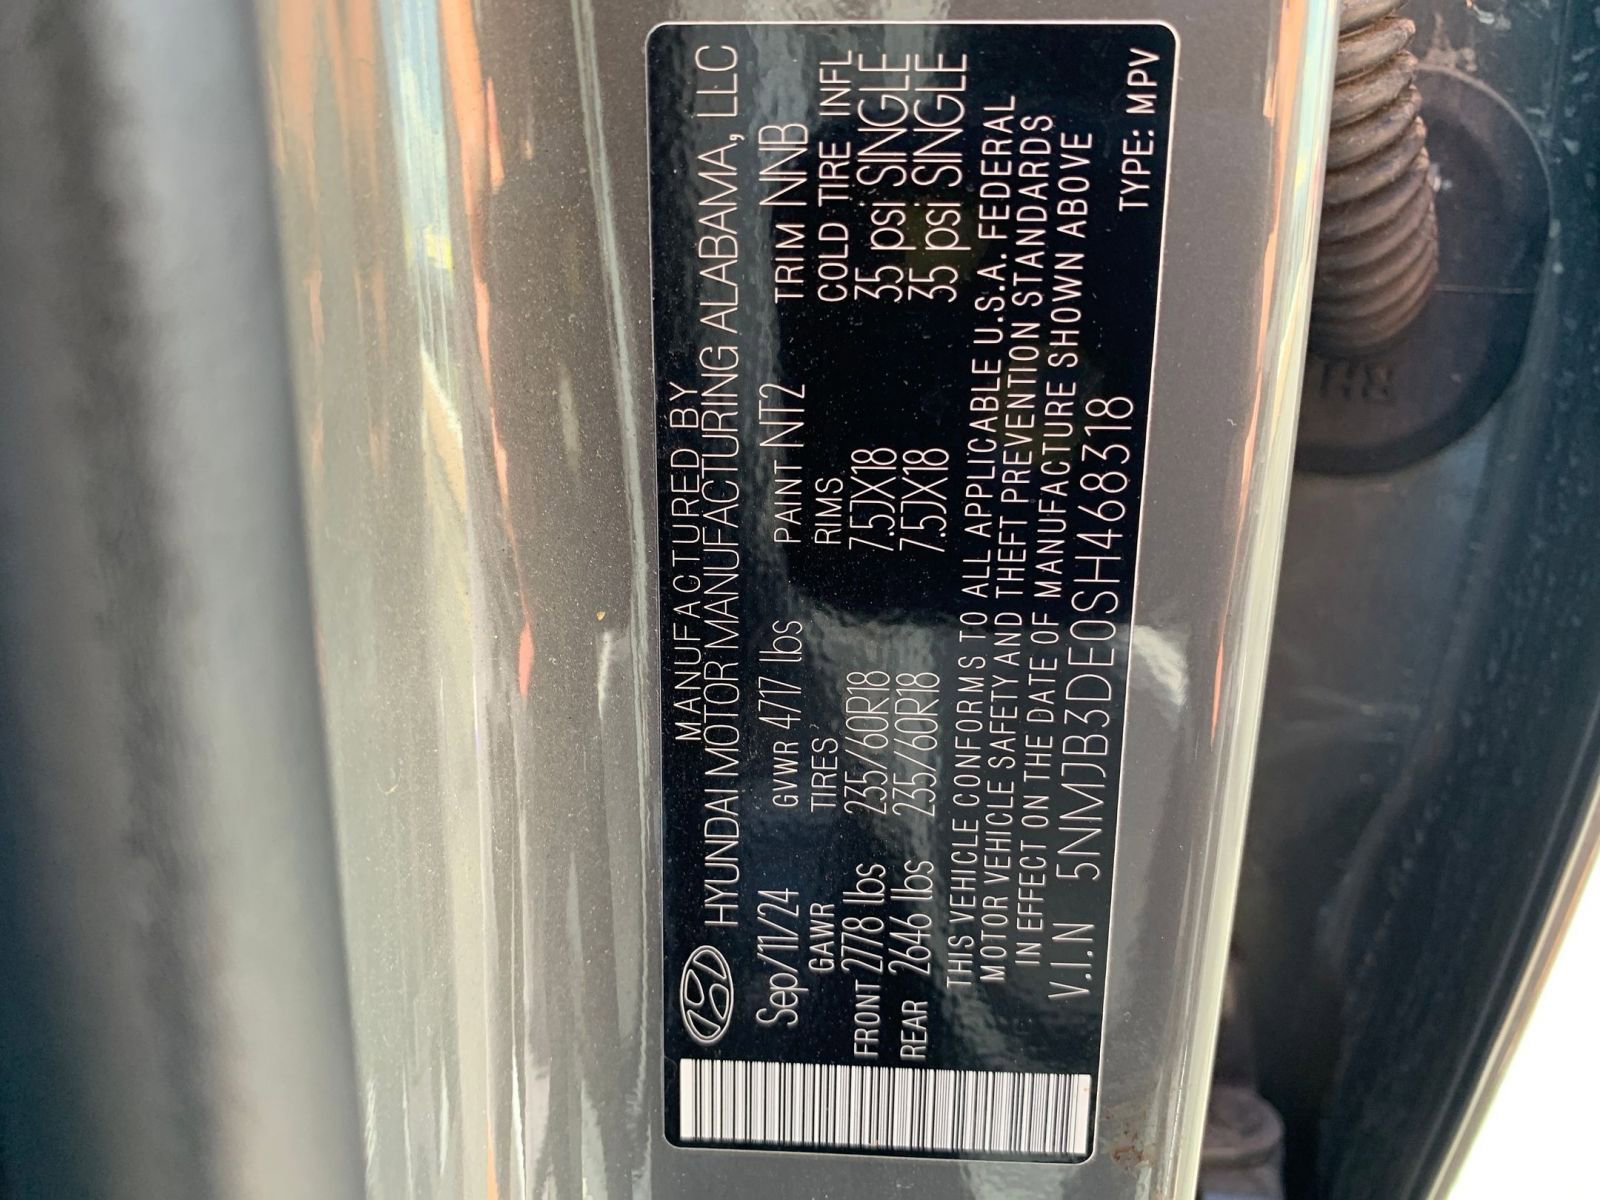 MANUFACTURED BY
HYUNDAI MOTOR MANUFACTURING ALABAMA, LLC
Sep/11/24 GVWR 4717 lbs PAINT NT2 TRIM NNB
GAWR TIRES RIMS COLD TIRE INFL
FRONT 2778 lbs 235/60R18 7.5JX18 35 psi SINGLE
REAR 2646 lbs 235/60R18 7.5JX18 35 psi SINGLE
THIS VEHICLE CONFORMS TO ALL APPLICABLE U.S.A. FEDERAL
MOTOR VEHICLE SAFETY AND THEFT PREVENTION STANDARDS
IN EFFECT ON THE DATE OF MANUFACTURE SHOWN ABOVE
V.I.N 5NMJB3DE0SH468318 TYPE: MPV